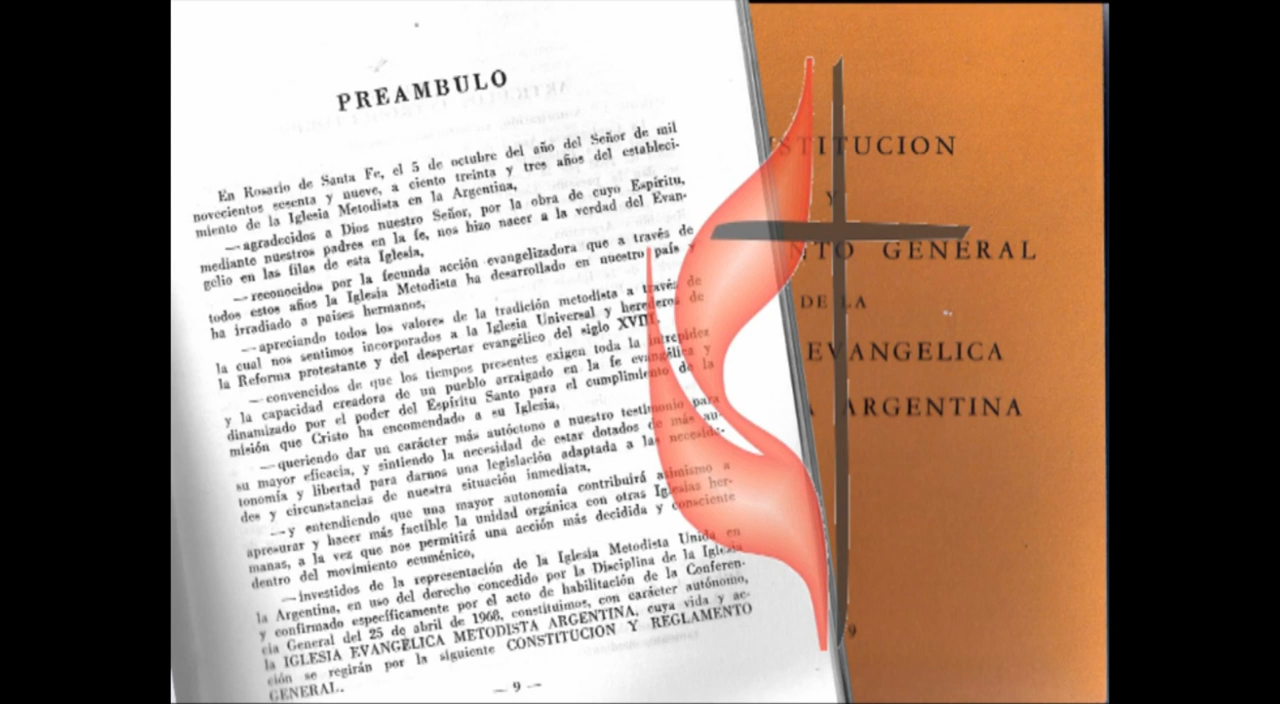 PREAMBULO
En Rosario de Santa Fe, el 5 de octubre del año del Señor de mil
novecientos sesenta y nueve, a ciento treinta y tres años del estableci-
miento de la Iglesia Metodista en la Argentina,
—agradecidos a Dios nuestro Señor, por la obra de cuyo Espíritu,
mediante nuestros padres en la fe, nos hizo nacer a la verdad del Evan-
gelio en las filas de esta Iglesia,
—reconocidos por la fecunda acción evangelizadora que a través de
todos estos años la Iglesia Metodista ha desarrollado en nuestro país y
ha irradiado a países hermanos,
—apreciando todos los valores de la tradición metodista a través de
la cual nos sentimos incorporados a la Iglesia Universal y herederos de
la Reforma protestante y del despertar evangélico del siglo XVIII,
—convencidos de que los tiempos presentes exigen toda la intrepidez
y la capacidad creadora de un pueblo arraigado en la fe evangélica y
dinamizado por el poder del Espíritu Santo para el cumplimiento de la
misión que Cristo ha encomendado a su Iglesia,
—queriendo dar un carácter más autóctono a nuestro testimonio para
su mayor eficacia, y sintiendo la necesidad de estar dotados de más au-
tonomía y libertad para darnos una legislación adaptada a las necesida-
des y circunstancias de nuestra situación inmediata,
—y entendiendo que una mayor autonomía contribuirá asimismo a
apresurar y hacer más factible la unidad orgánica con otras Iglesias her-
manas, a la vez que nos permitirá una acción más decidida y consciente
dentro del movimiento ecuménico,
—investidos de la representación de la Iglesia Metodista Unida en
la Argentina, en uso del derecho concedido por la Disciplina de la Iglesia
y confirmado específicamente por el acto de habilitación de la Conferen-
cia General del 25 de abril de 1968, constituimos, con carácter autónomo,
la IGLESIA EVANGELICA METODISTA ARGENTINA, cuya vida y ac-
ción se regirán por la siguiente CONSTITUCION Y REGLAMENTO
GENERAL.
— 9 —
STITUCION
Y
NTO GENERAL
DE LA
EVANGELICA
A ARGENTINA
9